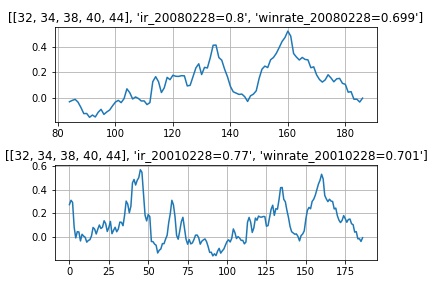 [[32, 34, 38, 40, 44], 'ir_20080228=0.8', 'winrate_20080228=0.699']
0.4
0.2
0.0
80 100 120 140 160 180
[[32, 34, 38, 40, 44], 'ir_20010228=0.77', 'winrate_20010228=0.701']
0.6
0.4
0.2
0.0
0 25 50 75 100 125 150 175